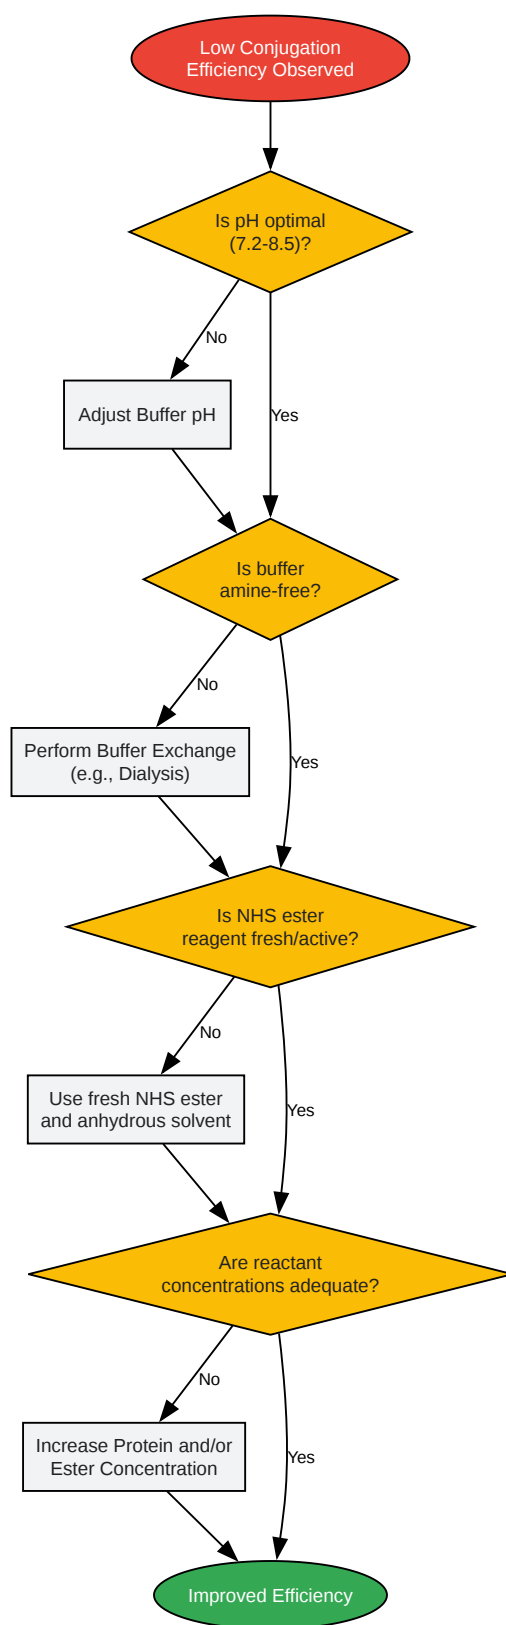 Low Conjugation
Efficiency Observed
Is pH optimal
(7.2-8.5)?
No
Adjust Buffer pH
Yes
Is buffer
amine-free?
No
Perform Buffer Exchange
(e.g., Dialysis)
Yes
Is NHS ester
reagent fresh/active?
No
Use fresh NHS ester
and anhydrous solvent
Yes
Are reactant
concentrations adequate?
No
Increase Protein and/or
Ester Concentration
Yes
Improved Efficiency